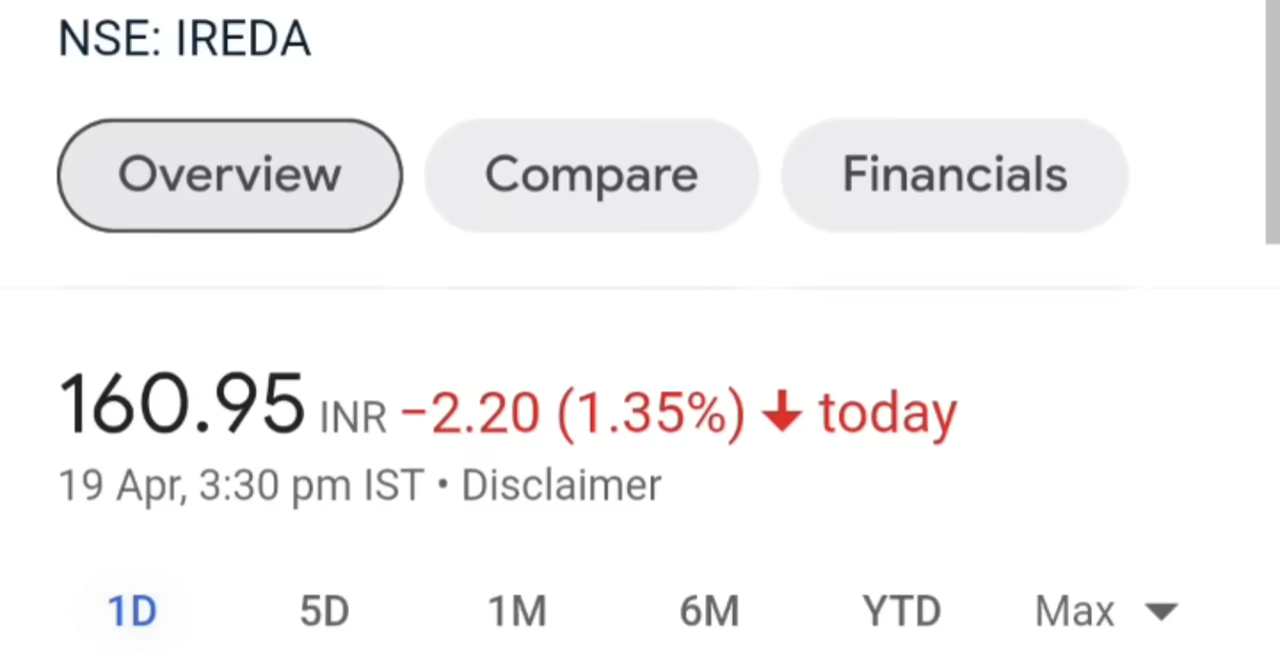 NSE: IREDA
Overview Compare Financials
160.95 INR −2.20 (1.35%) ↓ today
19 Apr, 3:30 pm IST • Disclaimer
1D 5D 1M 6M YTD Max